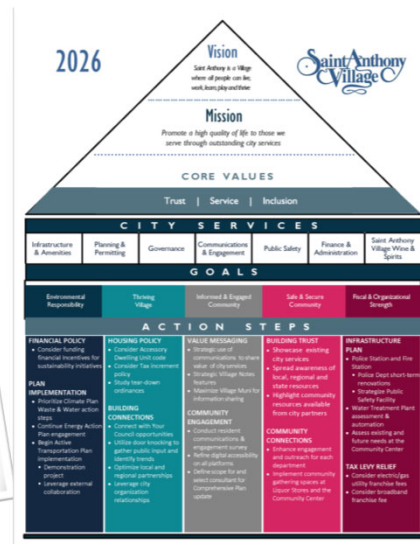 2026
Vision
Saint Anthony is a Village
where all people can live,
work, learn, play and thrive
Saint Anthony
Village
Mission
Promote a high quality of life to those we
serve through outstanding city services
CORE VALUES
Trust | Service | Inclusion
CITY SERVICES
Infrastructure
& Amenities
Planning &
Permitting
Governance
Communications
& Engagement
Public Safety
Finance &
Administration
Saint Anthony
Village Wine &
Spirits
GOALS
Environmental
Responsibility
Thriving
Village
Informed & Engaged
Community
Safe & Secure
Community
Fiscal & Organizational
Strength
ACTION STEPS
FINANCIAL POLICY
• Consider funding
financial incentives for
sustainability initiatives
PLAN
IMPLEMENTATION
• Prioritize Climate Plan
Waste & Water action
steps
• Continue Energy Action
Plan engagement
• Begin Active
Transportation Plan
implementation
• Demonstration
project
• Leverage external
collaboration
HOUSING POLICY
• Consider Accessory
Dwelling Unit code
• Consider Tax Increment
policy
• Study tear-down
ordinances
BUILDING
CONNECTIONS
• Connect with Your
Council opportunities
• Utilize door knocking to
gather public input and
identify trends
• Optimize local and
regional partnerships
• Leverage city
organization
relationships
VALUE MESSAGING
• Strategic use of
communications to share
value of city services
• Strategic Village Notes
features
• Maximize Village Muni for
information sharing
COMMUNITY
ENGAGEMENT
• Conduct resident
communications &
engagement survey
• Refine digital accessibility
on all platforms
• Define scope for and
select consultant for
Comprehensive Plan
update
BUILDING TRUST
• Showcase existing
city services
• Spread awareness of
local, regional and
state resources
• Highlight community
resources available
from city partners
COMMUNITY
CONNECTIONS
• Enhance engagement
and outreach for each
department
• Implement community
gathering spaces at
Liquor Stores and the
Community Center
INFRASTRUCTURE
PLAN
• Police Station and Fire
Station
• Police Dept short-term
renovations
• Strategize Public
Safety Facility
• Water Treatment Plant
assessment &
automation
• Assess existing and
future needs at the
Community Center
TAX LEVY RELIEF
• Consider electric/gas
utility franchise fees
• Consider broadband
franchise fee